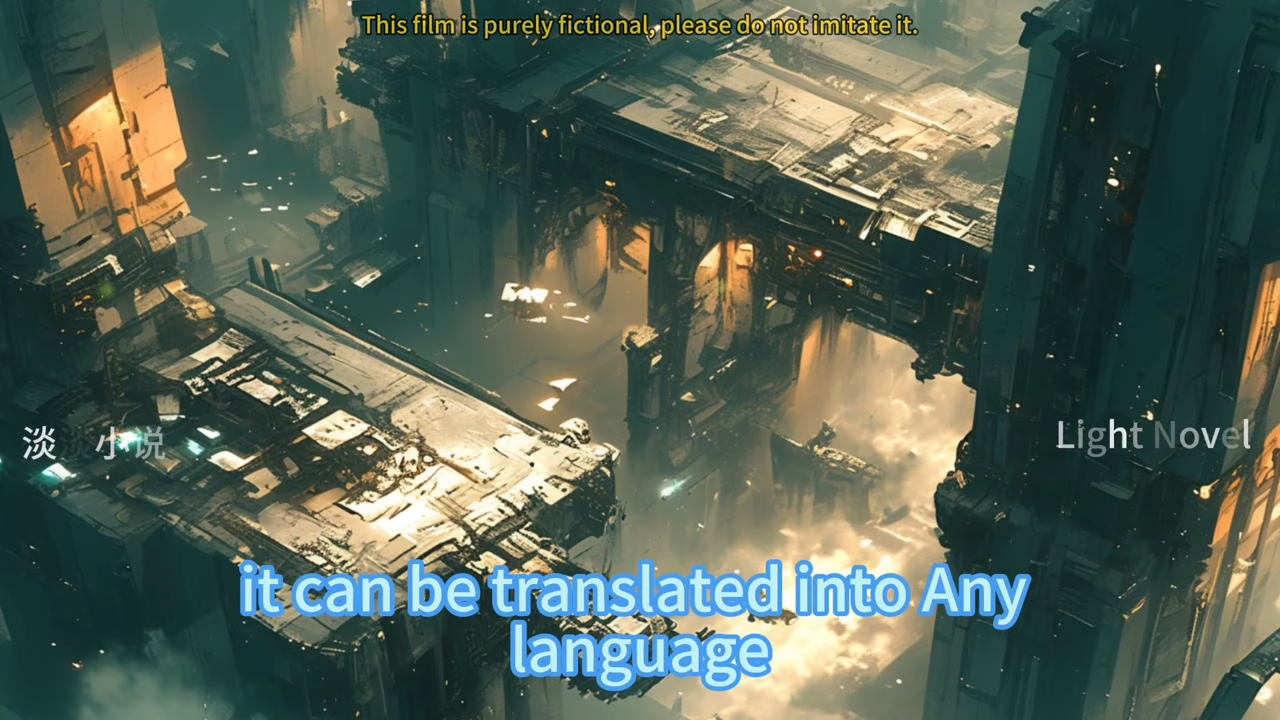 This film is purely fictional, please do not imitate it.
淡淡小说
Light Novel
it can be translated into Any
language